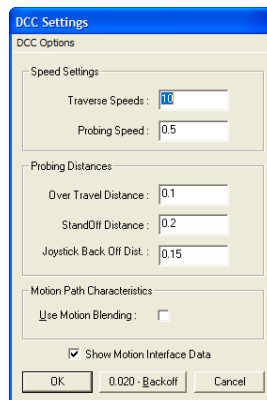 DCC Settings
DCC Options
Speed Settings
Traverse Speeds : 10
Probing Speed : 0.5
Probing Distances
Over Travel Distance : 0.1
StandOff Distance : 0.2
Joystick Back Off Dist. : 0.15
Motion Path Characteristics
Use Motion Blending :
Show Motion Interface Data
OK 0.020 - Backoff Cancel